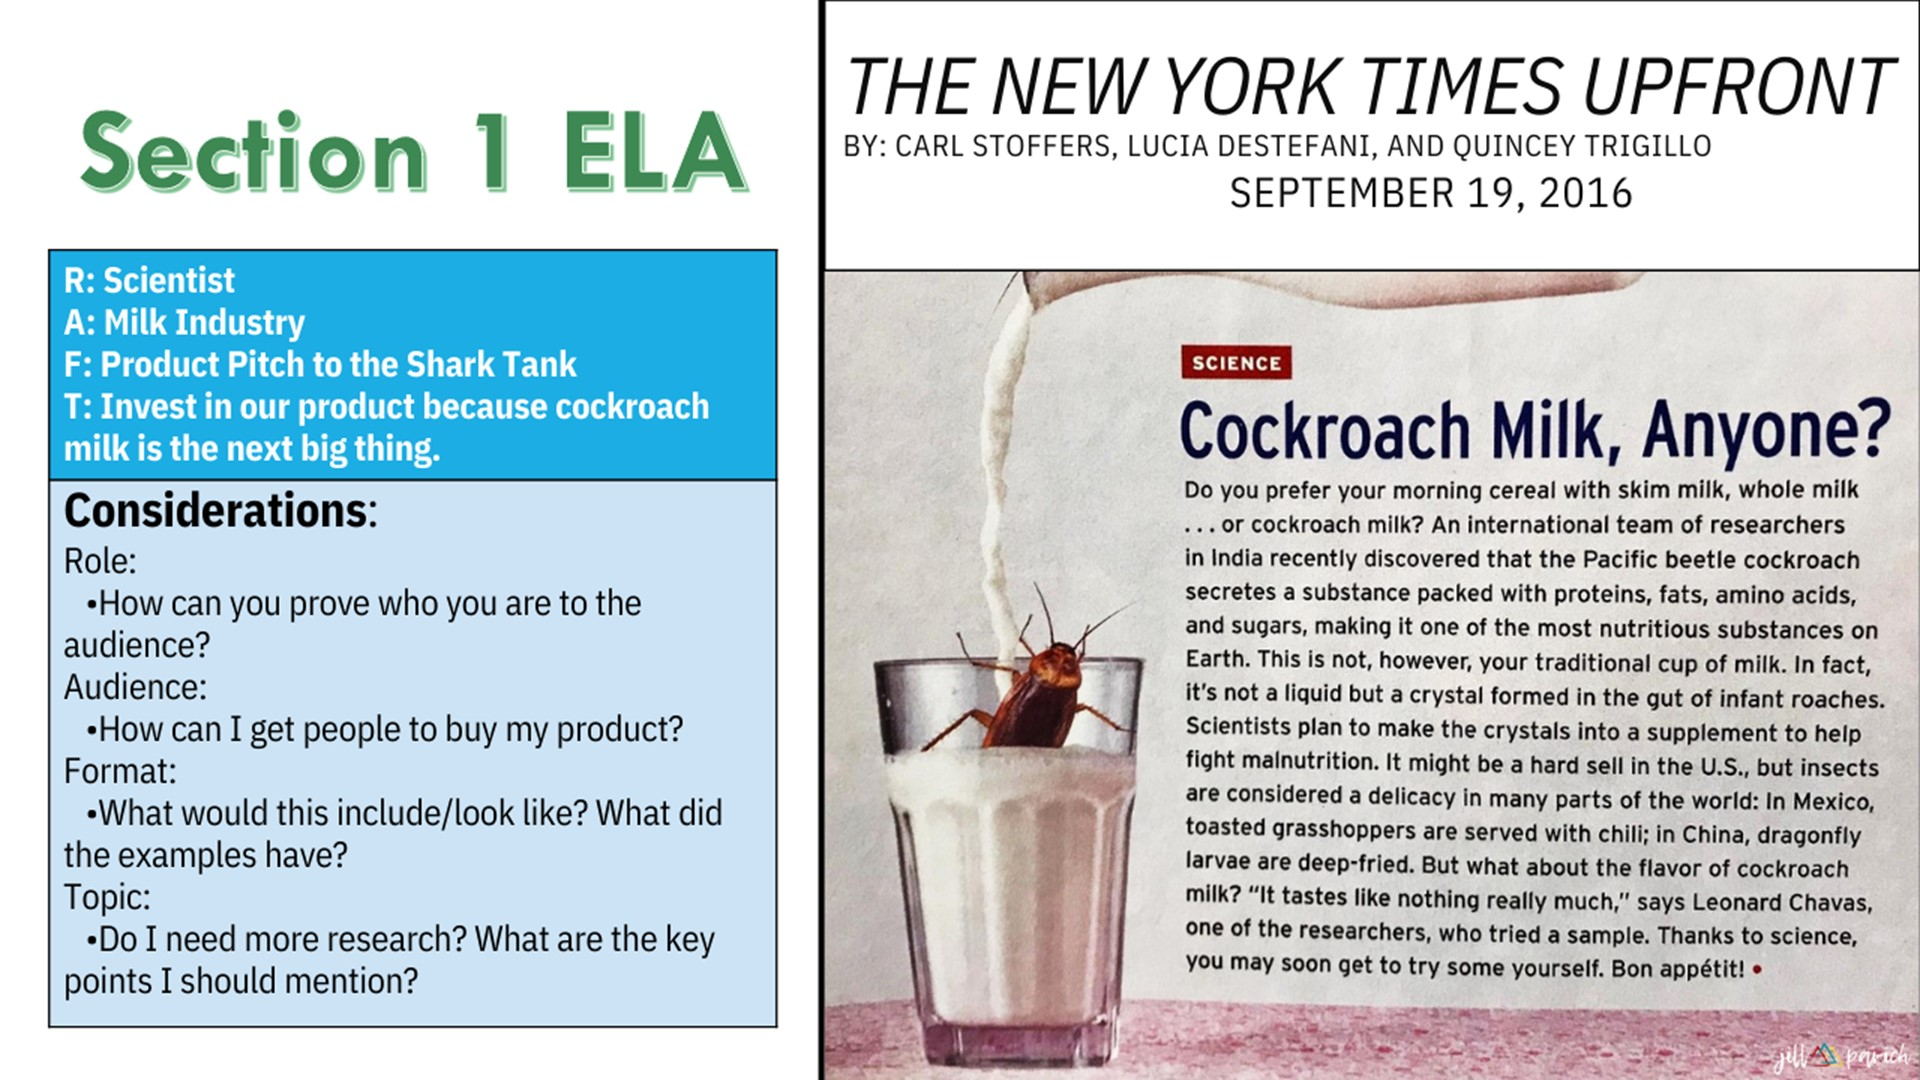 Section 1 ELA
R: Scientist
A: Milk Industry
F: Product Pitch to the Shark Tank
T: Invest in our product because cockroach
milk is the next big thing.
Considerations:
Role:
•How can you prove who you are to the
audience?
Audience:
•How can I get people to buy my product?
Format:
•What would this include/look like? What did
the examples have?
Topic:
•Do I need more research? What are the key
points I should mention?
THE NEW YORK TIMES UPFRONT
BY: CARL STOFFERS, LUCIA DESTEFANI, AND QUINCEY TRIGILLO
SEPTEMBER 19, 2016
SCIENCE
Cockroach Milk, Anyone?
Do you prefer your morning cereal with skim milk, whole milk
. . . or cockroach milk? An international team of researchers
in India recently discovered that the Pacific beetle cockroach
secretes a substance packed with proteins, fats, amino acids,
and sugars, making it one of the most nutritious substances on
Earth. This is not, however, your traditional cup of milk. In fact,
it's not a liquid but a crystal formed in the gut of infant roaches.
Scientists plan to make the crystals into a supplement to help
fight malnutrition. It might be a hard sell in the U.S., but insects
are considered a delicacy in many parts of the world: In Mexico,
toasted grasshoppers are served with chili; in China, dragonfly
larvae are deep-fried. But what about the flavor of cockroach
milk? “It tastes like nothing really much,” says Leonard Chavas,
one of the researchers, who tried a sample. Thanks to science,
you may soon get to try some yourself. Bon appétit! •
jill pavich